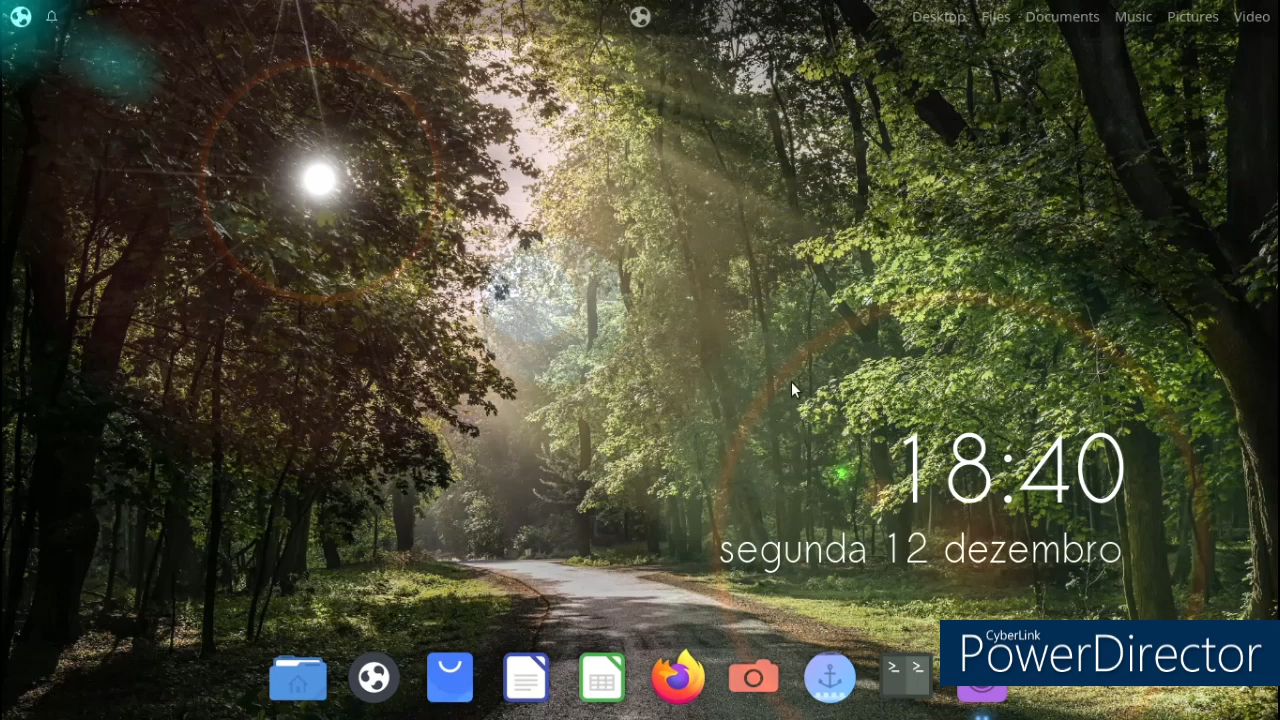 Desktop Files Documents Music Pictures Video
18:40
segunda 12 dezembro
CyberLink
PowerDirector
>_ >_